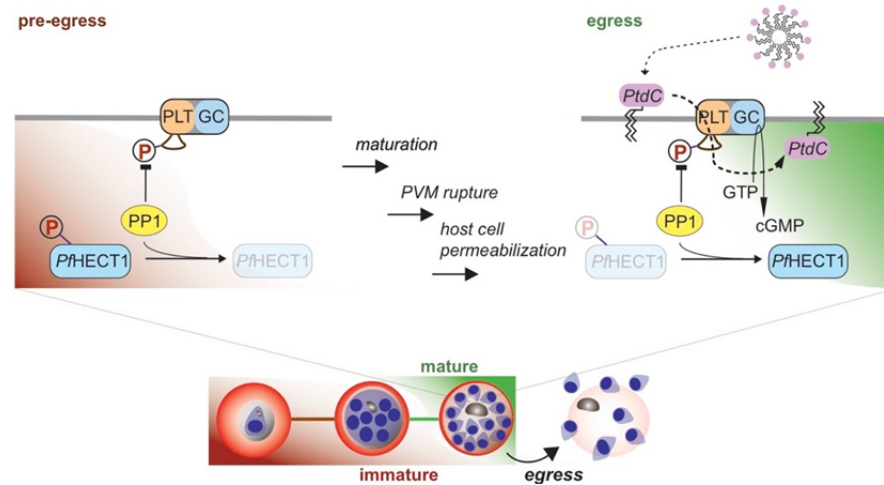 pre-egress
egress
PtdC
PLT GC
PLT GC
P
P
PtdC
maturation
PVM rupture
host cell
permeabilization
GTP
cGMP
PP1
PP1
P
P
PfHECT1
PfHECT1
PfHECT1
PfHECT1
mature
immature
egress